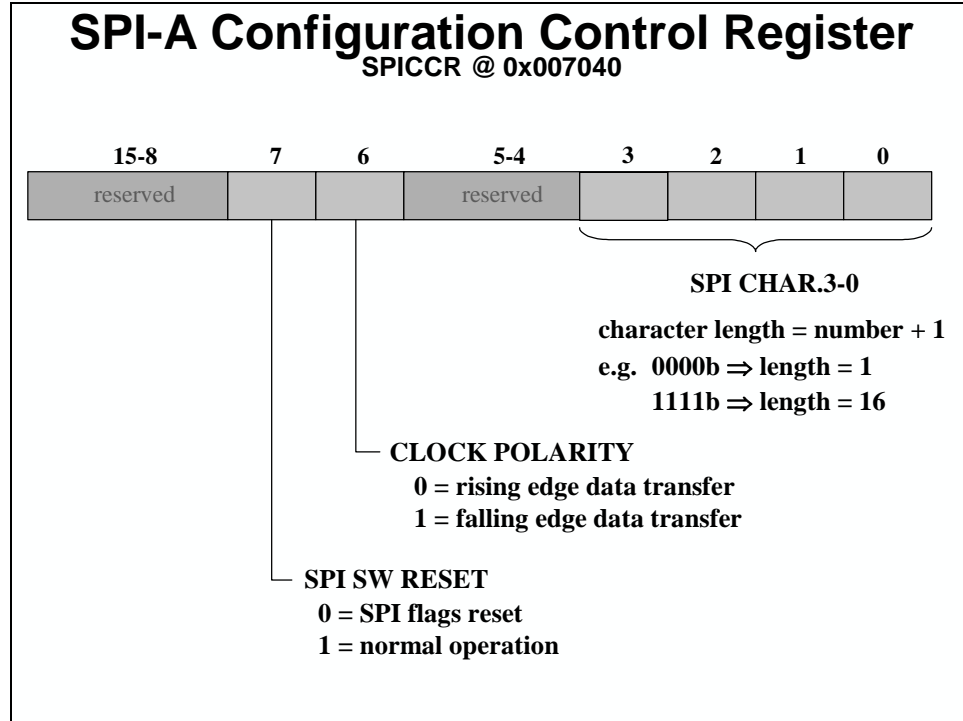 SPI-A Configuration Control Register
SPICCR @ 0x007040
15-8 7 6 5-4 3 2 1 0
reserved reserved
SPI CHAR.3-0
character length = number + 1
e.g. 0000b ⇒ length = 1
1111b ⇒ length = 16
CLOCK POLARITY
0 = rising edge data transfer
1 = falling edge data transfer
SPI SW RESET
0 = SPI flags reset
1 = normal operation